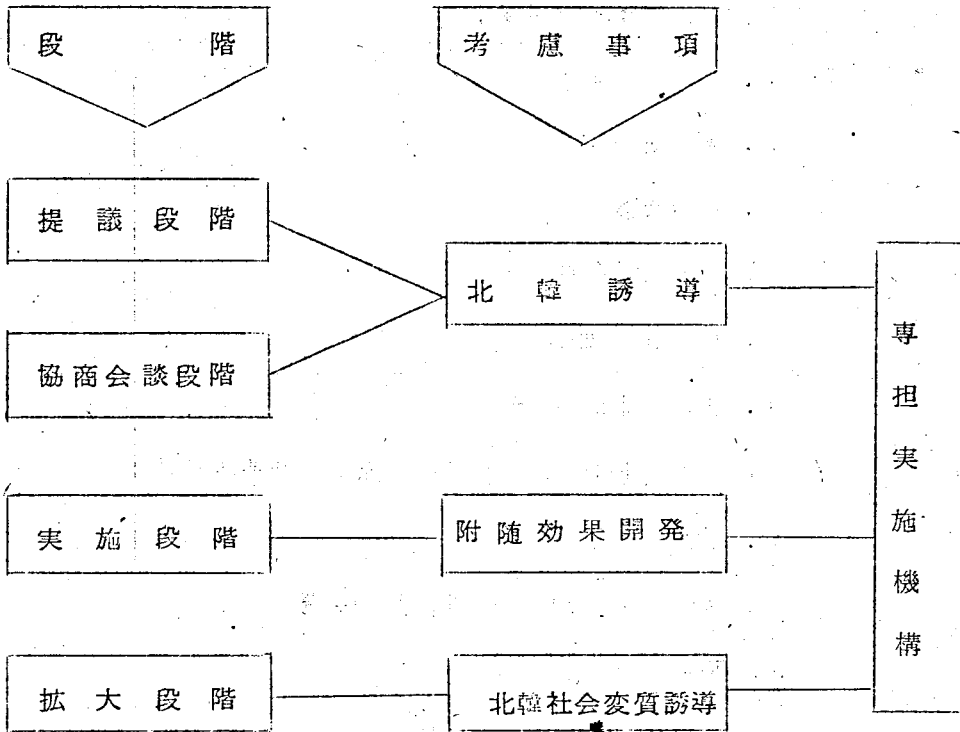 段階
考慮事項
提議段階
北韓誘導
協商会談段階
実施段階
附随効果開発
拡大段階
北韓社会変質誘導
専担実施機構